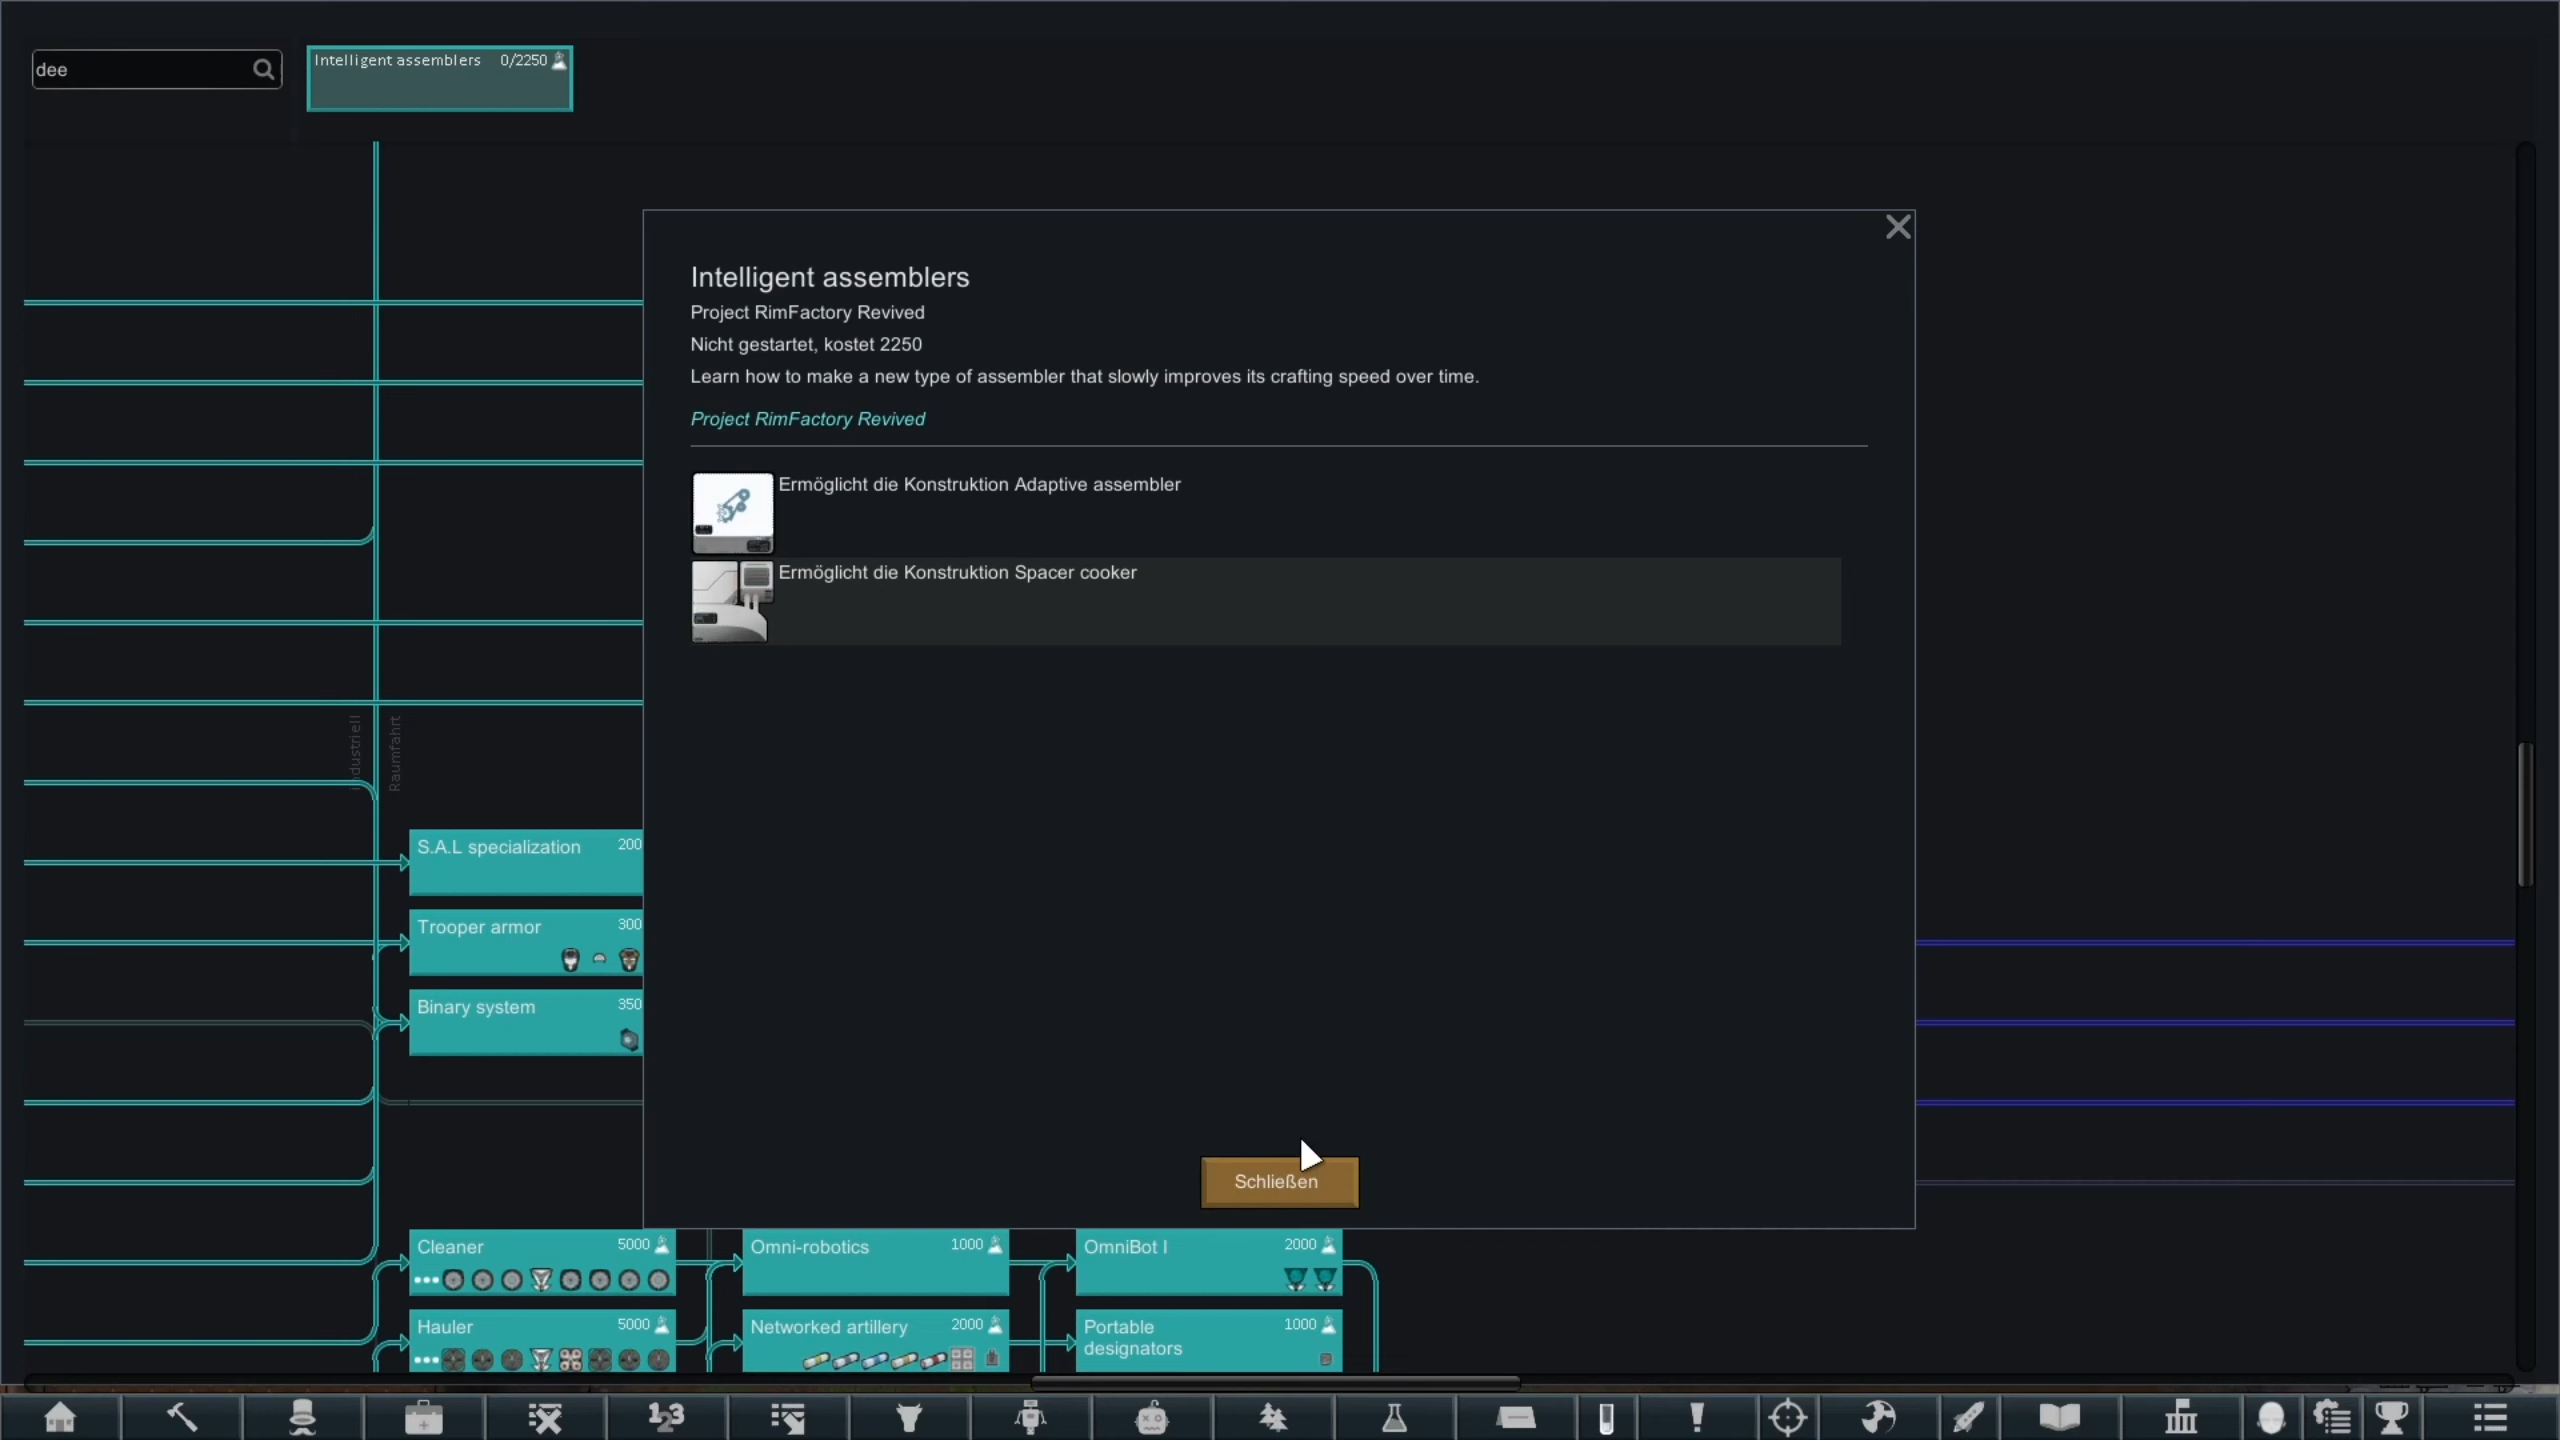 dee
Intelligent assemblers 0/2250
Intelligent assemblers
Project RimFactory Revived
Nicht gestartet, kostet 2250
Learn how to make a new type of assembler that slowly improves its crafting speed over time.
Project RimFactory Revived
Ermöglicht die Konstruktion Adaptive assembler
Ermöglicht die Konstruktion Spacer cooker
Schließen
Raumfahrt
S.A.L specialization 200
Trooper armor 300
Binary system 350
Cleaner 5000
Omni-robotics 1000
OmniBot I 2000
Hauler 5000
Networked artillery 2000
Portable designators 1000
123